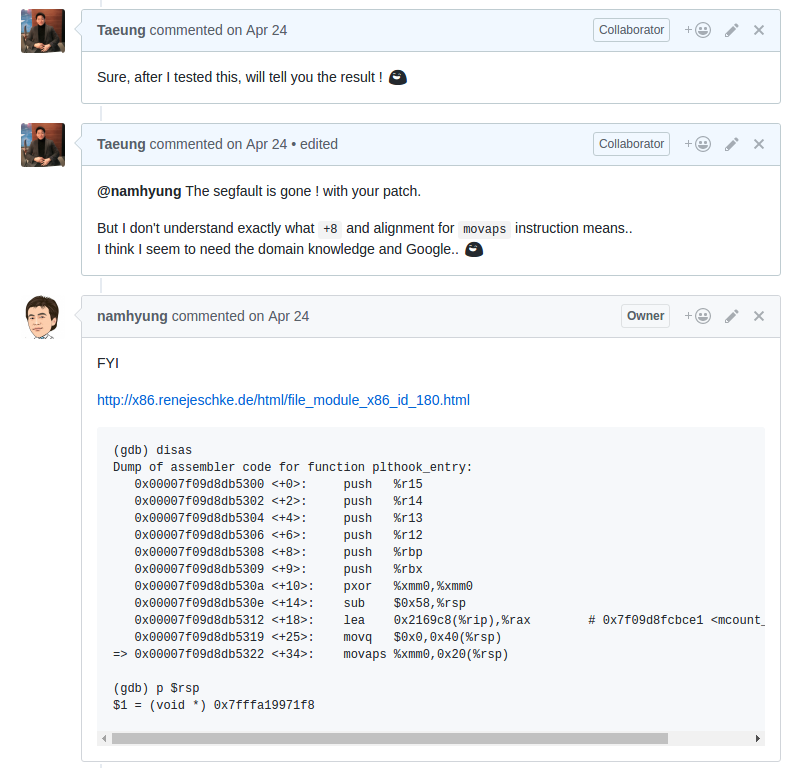 Taeung commented on Apr 24
Collaborator
Sure, after I tested this, will tell you the result !
Taeung commented on Apr 24 • edited
Collaborator
@namhyung The segfault is gone ! with your patch.
But I don't understand exactly what +8 and alignment for movaps instruction means..
I think I seem to need the domain knowledge and Google..
namhyung commented on Apr 24
Owner
FYI
http://x86.renejeschke.de/html/file_module_x86_id_180.html
(gdb) disas
Dump of assembler code for function plthook_entry:
   0x00007f09d8db5300 <+0>:     push   %r15
   0x00007f09d8db5302 <+2>:     push   %r14
   0x00007f09d8db5304 <+4>:     push   %r13
   0x00007f09d8db5306 <+6>:     push   %r12
   0x00007f09d8db5308 <+8>:     push   %rbp
   0x00007f09d8db5309 <+9>:     push   %rbx
   0x00007f09d8db530a <+10>:    pxor   %xmm0,%xmm0
   0x00007f09d8db530e <+14>:    sub    $0x58,%rsp
   0x00007f09d8db5312 <+18>:    lea    0x2169c8(%rip),%rax        # 0x7f09d8fcbce1 <mcount_
   0x00007f09d8db5319 <+25>:    movq   $0x0,0x40(%rsp)
=> 0x00007f09d8db5322 <+34>:    movaps %xmm0,0x20(%rsp)
(gdb) p $rsp
$1 = (void *) 0x7fffa19971f8